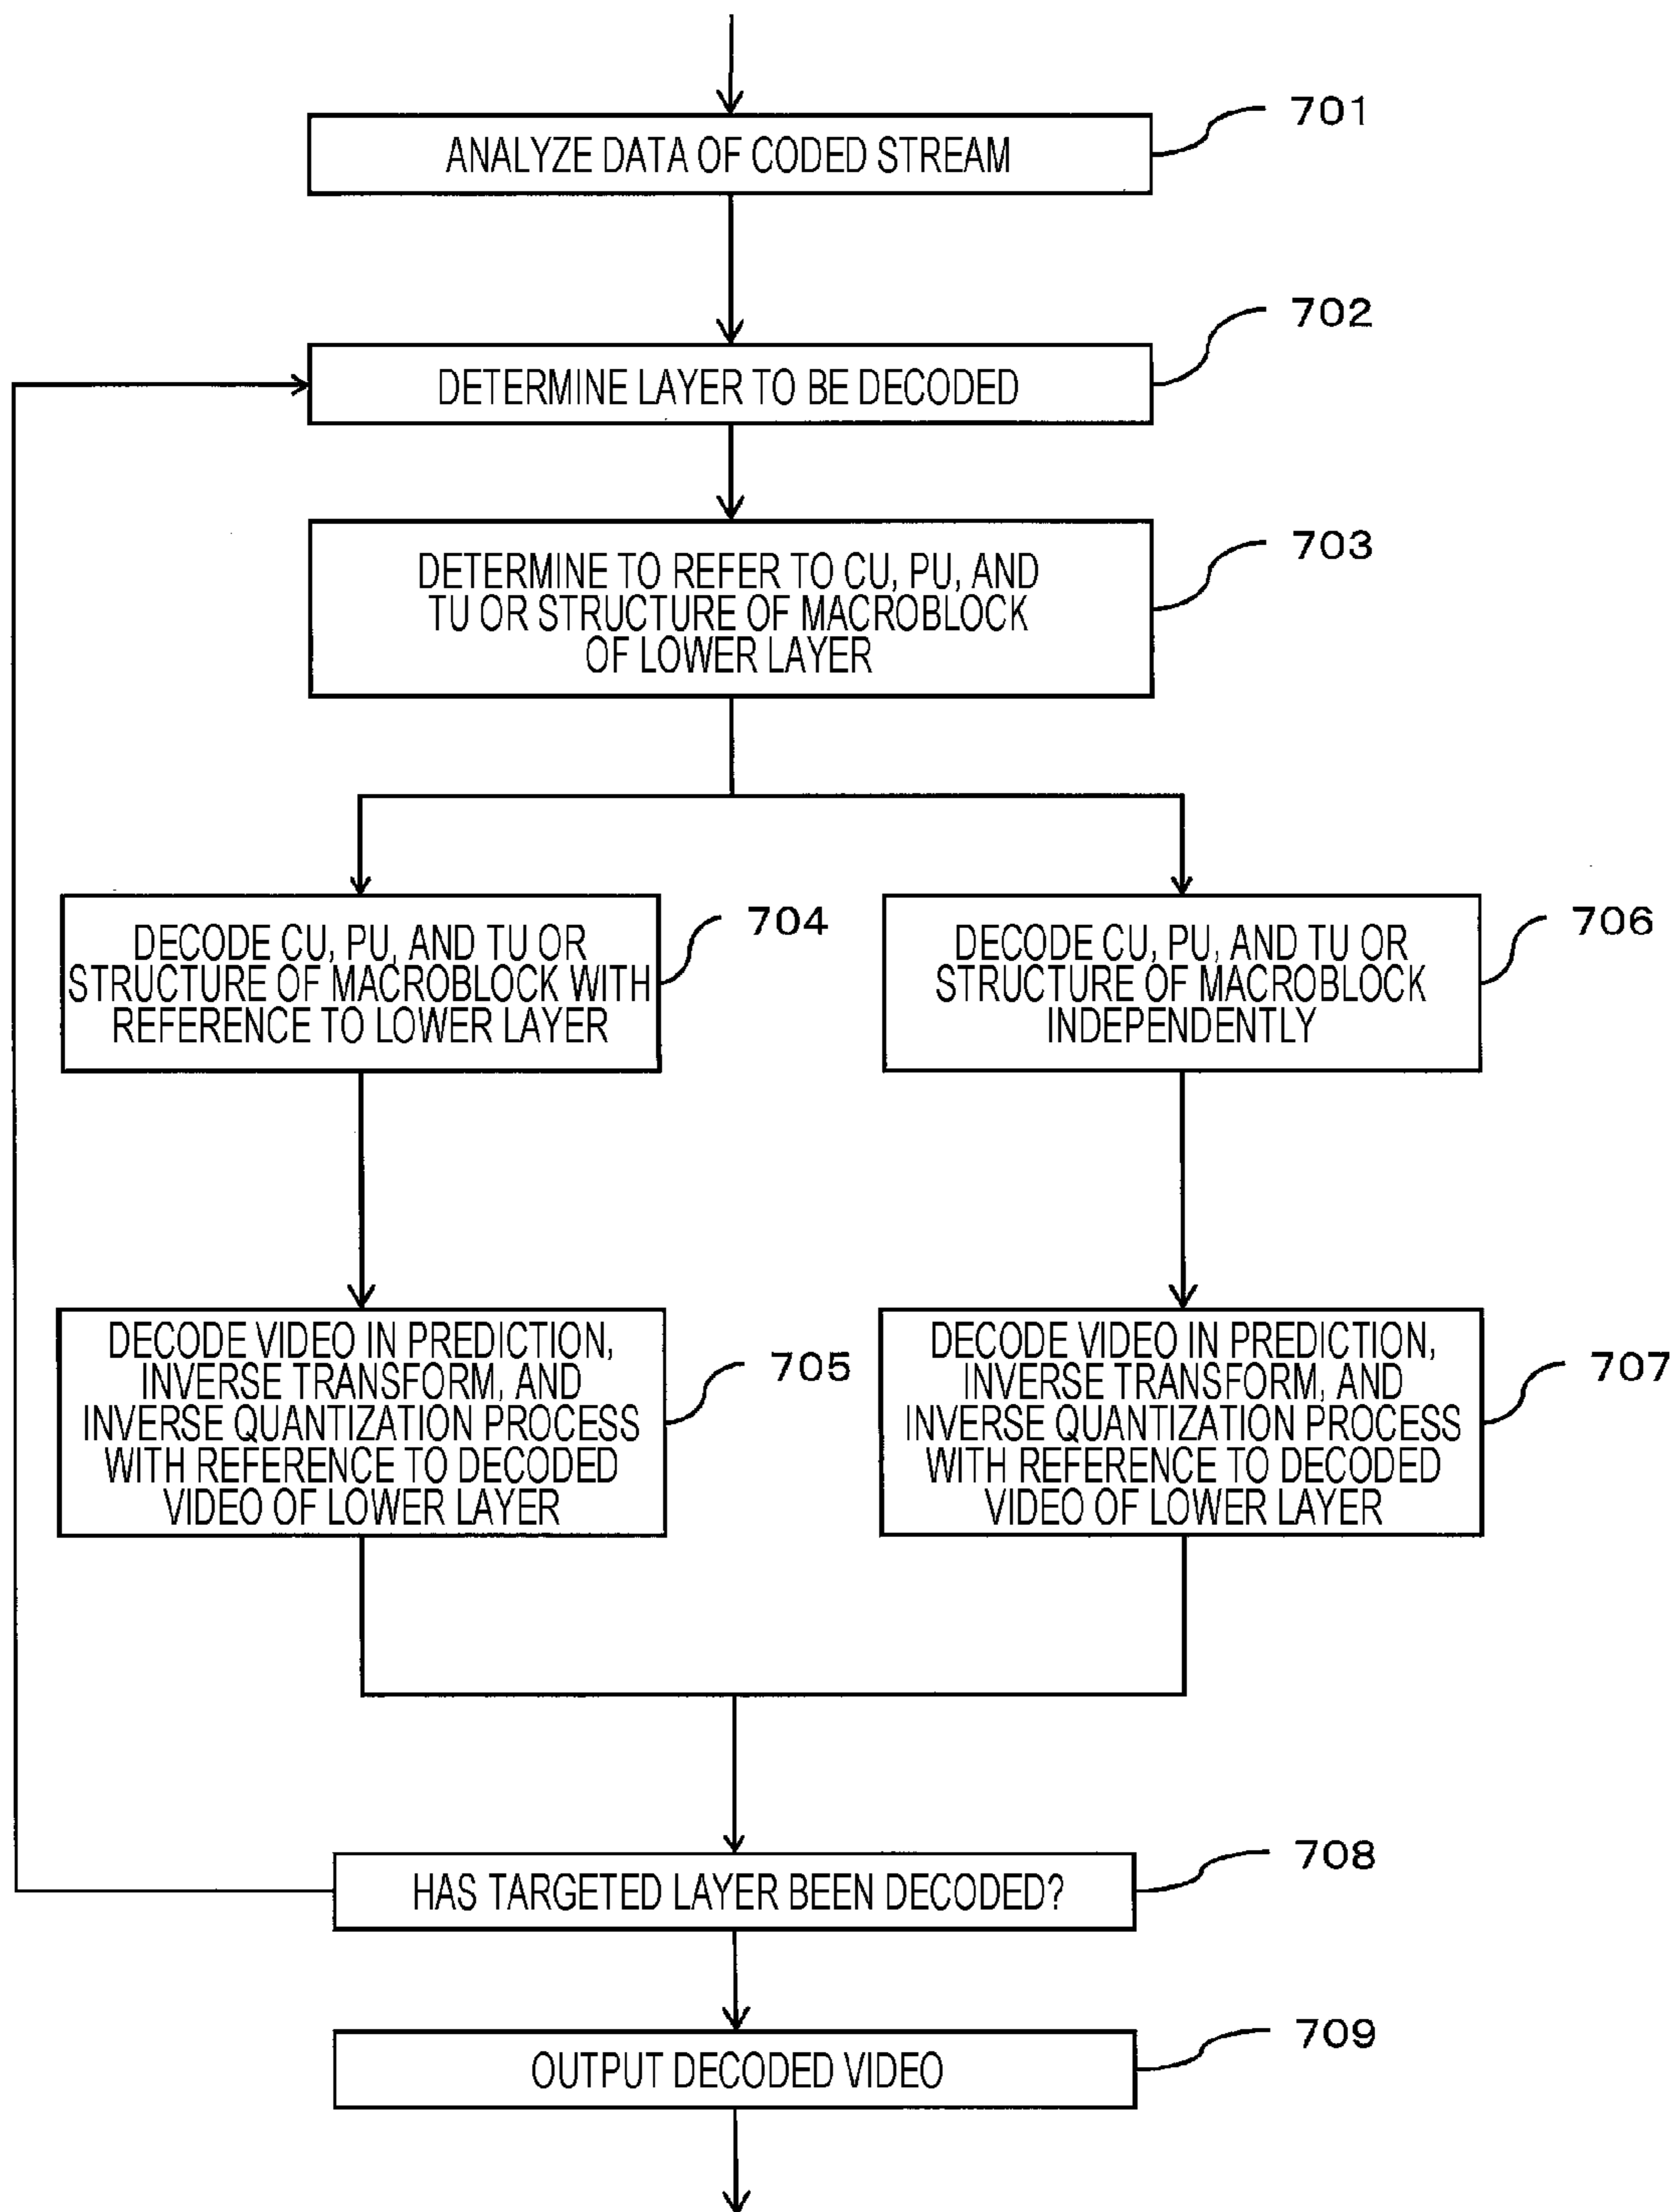 701
ANALYZE DATA OF CODED STREAM
702
DETERMINE LAYER TO BE DECODED
703
DETERMINE TO REFER TO CU, PU, AND
TU OR STRUCTURE OF MACROBLOCK
OF LOWER LAYER
704
DECODE CU, PU, AND TU OR
STRUCTURE OF MACROBLOCK WITH
REFERENCE TO LOWER LAYER
706
DECODE CU, PU, AND TU OR
STRUCTURE OF MACROBLOCK
INDEPENDENTLY
705
DECODE VIDEO IN PREDICTION,
INVERSE TRANSFORM, AND
INVERSE QUANTIZATION PROCESS
WITH REFERENCE TO DECODED
VIDEO OF LOWER LAYER
707
DECODE VIDEO IN PREDICTION,
INVERSE TRANSFORM, AND
INVERSE QUANTIZATION PROCESS
WITH REFERENCE TO DECODED
VIDEO OF LOWER LAYER
708
HAS TARGETED LAYER BEEN DECODED?
709
OUTPUT DECODED VIDEO